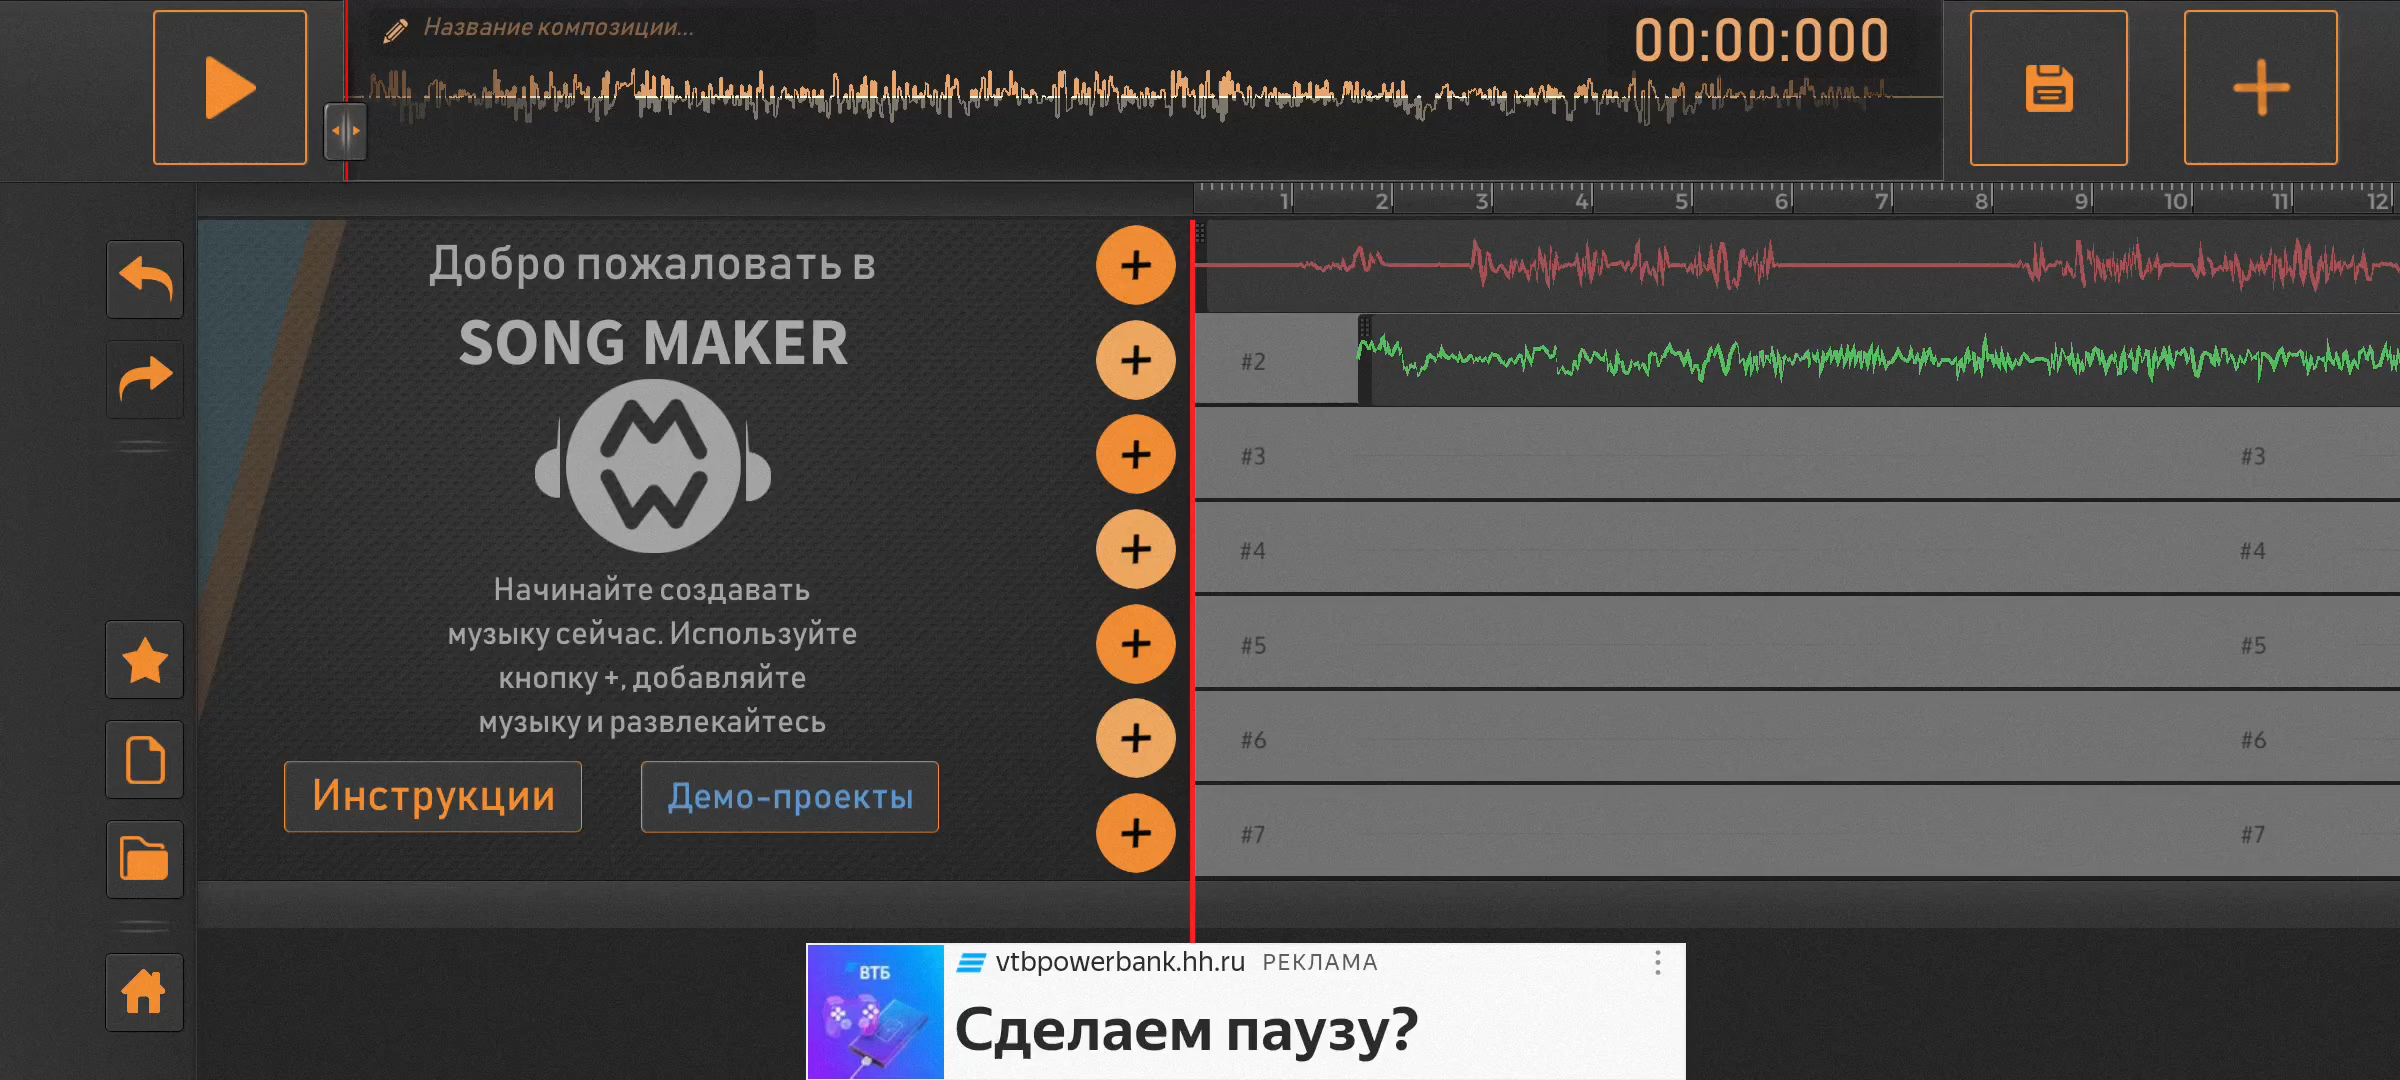 Название композиции...
00:00:000
1 2 3 4 5 6 7 8 9 10 11 12
Добро пожаловать в
SONG MAKER
Начинайте создавать
музыку сейчас. Используйте
кнопку +, добавляйте
музыку и развлекайтесь
Инструкции
Демо-проекты
#2
#3 #3
#4 #4
#5 #5
#6 #6
#7 #7
ВТБ
vtbpowerbank.hh.ru РЕКЛАМА
Сделаем паузу?